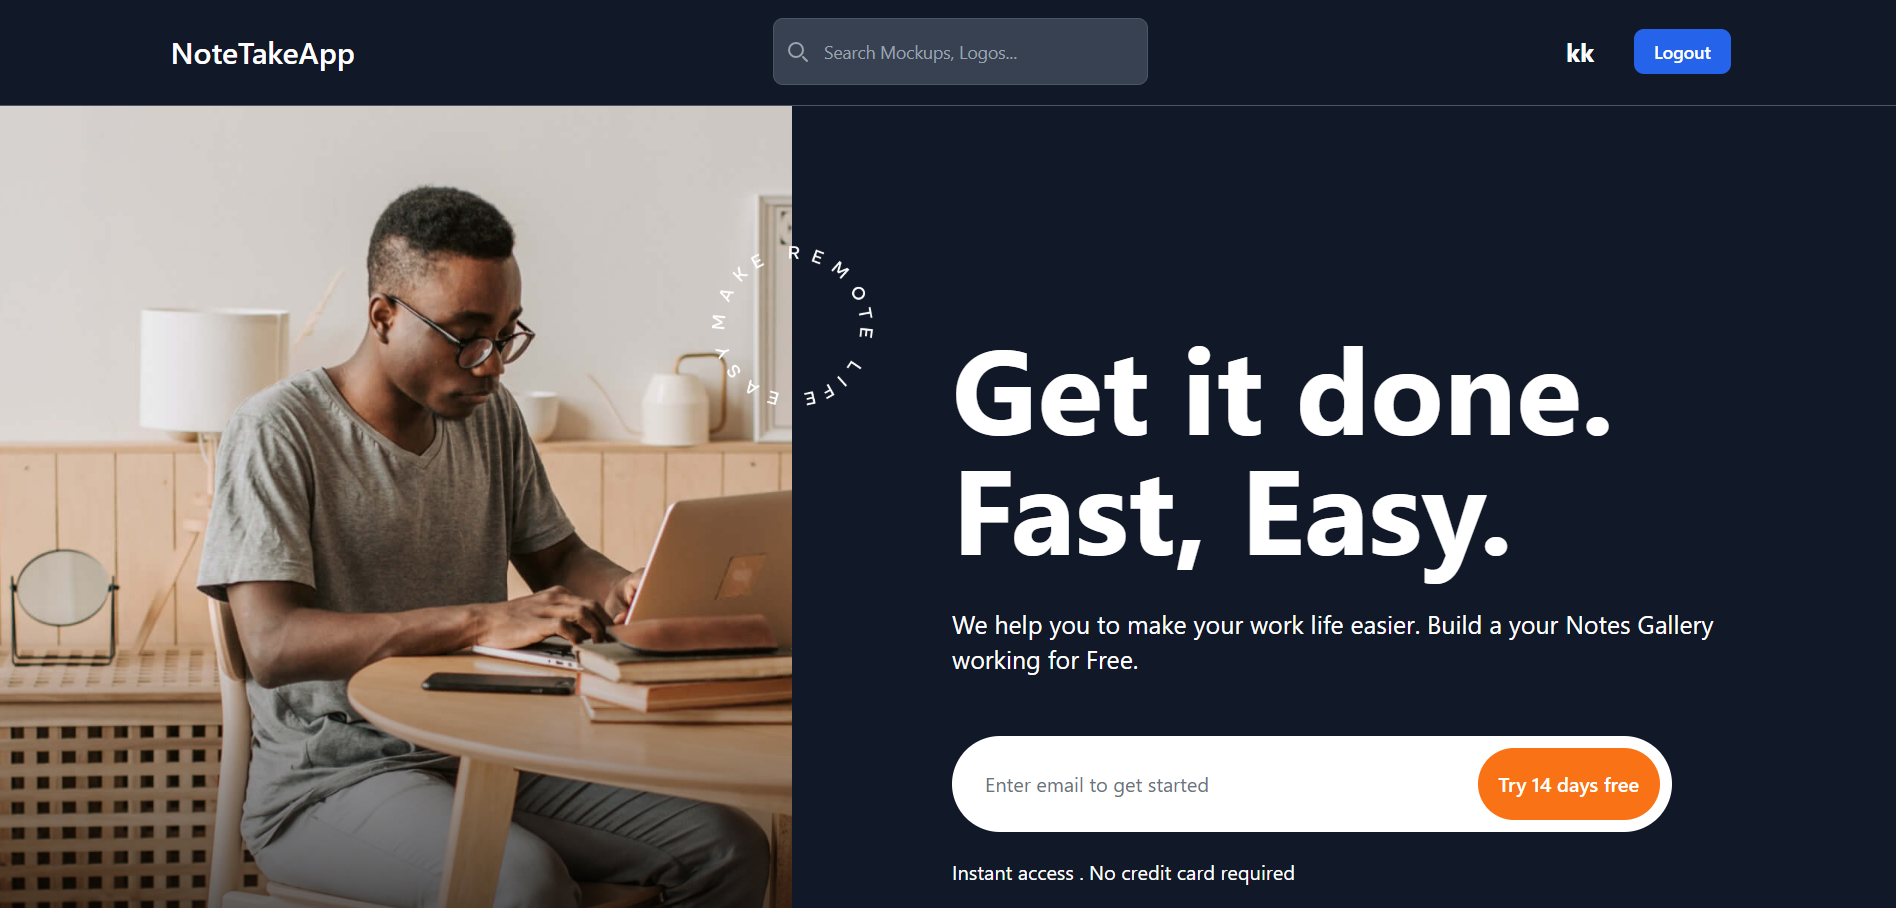 NoteTakeApp
Search Mockups, Logos...
kk
Logout
MAKE REMOTE LIFE EASY
Get it done.
Fast, Easy.
We help you to make your work life easier. Build a your Notes Gallery
working for Free.
Enter email to get started
Try 14 days free
Instant access . No credit card required